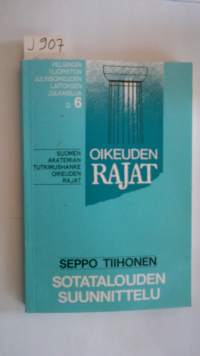 J 907
HELSINGIN
YLIOPISTON
JULKISOIKEUDEN
LAITOKSEN
JULKAISUJA
D 6
SUOMEN
AKATEMIAN
TUTKIMUSHANKE
OIKEUDEN
RAJAT
OIKEUDEN
RAJAT
SEPPO TIIHONEN
SOTATALOUDEN
SUUNNITTELU